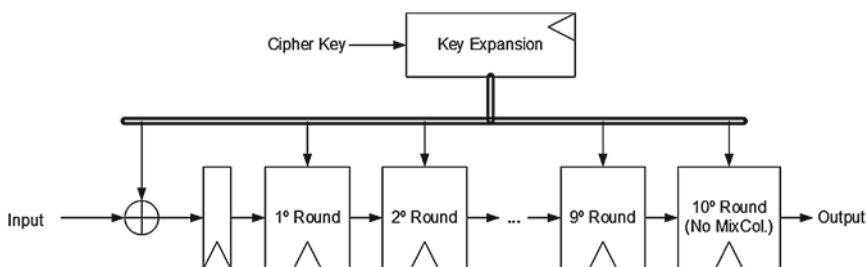 Cipher Key
Key Expansion
Input
1º Round
2º Round
...
9º Round
10º Round
(No MixCol.)
Output